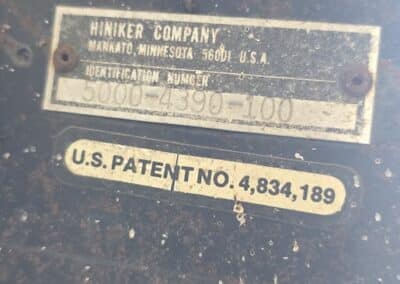 HINIKER COMPANY
MANKATO, MINNESOTA 56001 U.S.A.
IDENTIFICATION NUMBER
5000-4390-100
U.S. PATENT NO. 4,834,189